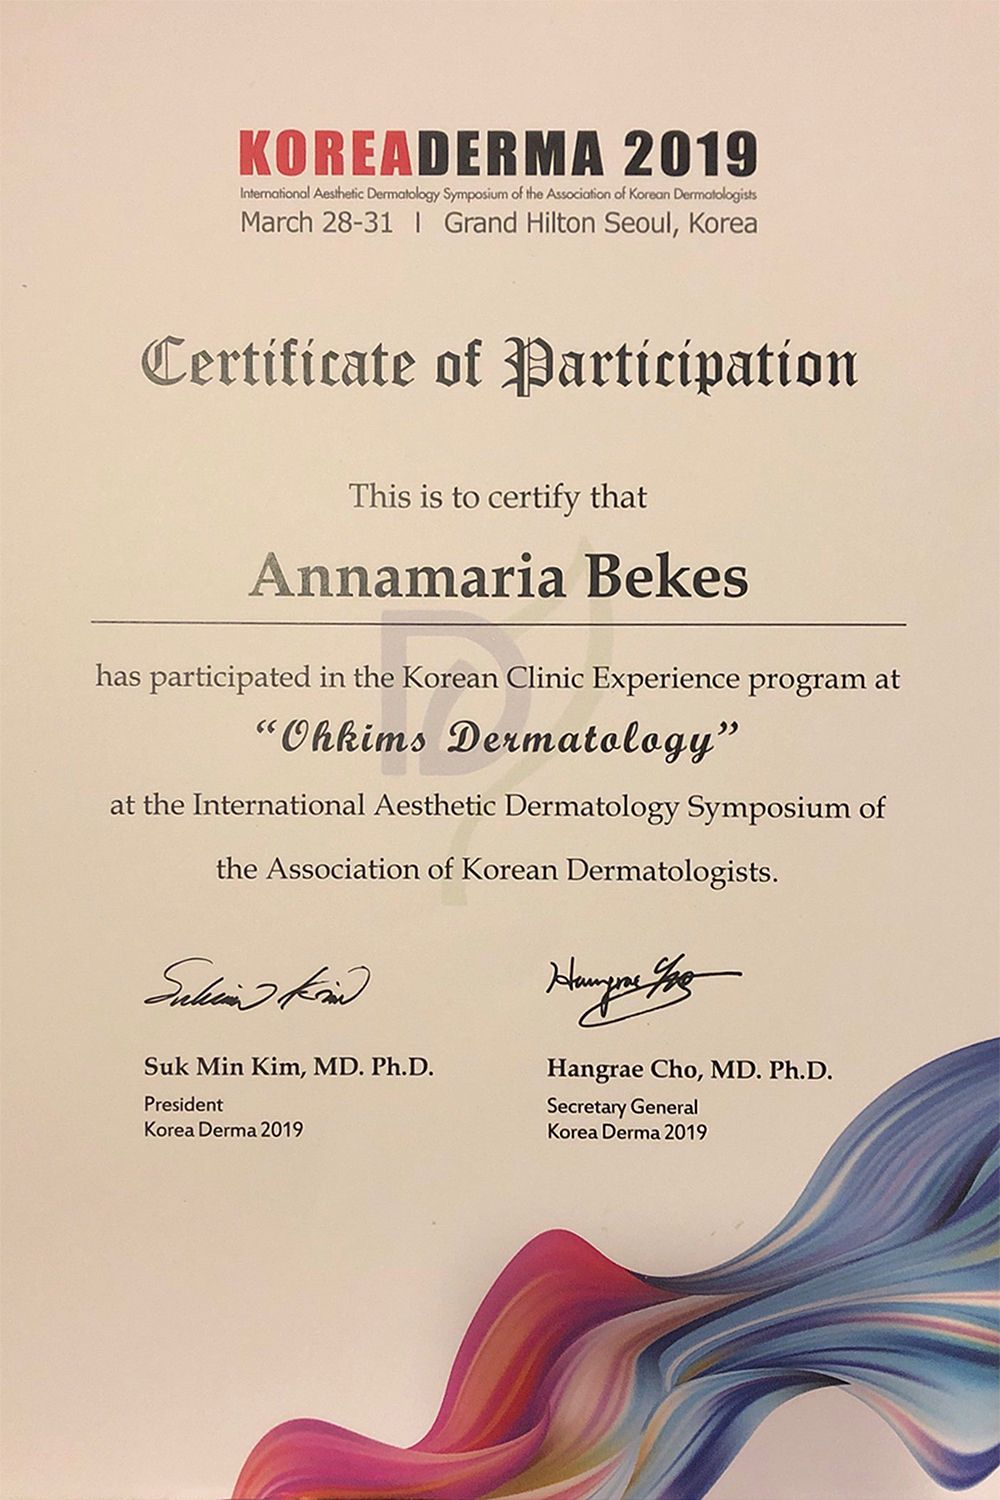 KOREADERMA 2019
International Aesthetic Dermatology Symposium of the Association of Korean Dermatologists
March 28-31 | Grand Hilton Seoul, Korea
Certificate of Participation
This is to certify that
Annamaria Bekes
has participated in the Korean Clinic Experience program at
“Ohkims Dermatology”
at the International Aesthetic Dermatology Symposium of
the Association of Korean Dermatologists.
Suk Min Kim, MD. Ph.D.
President
Korea Derma 2019
Hangrae Cho, MD. Ph.D.
Secretary General
Korea Derma 2019